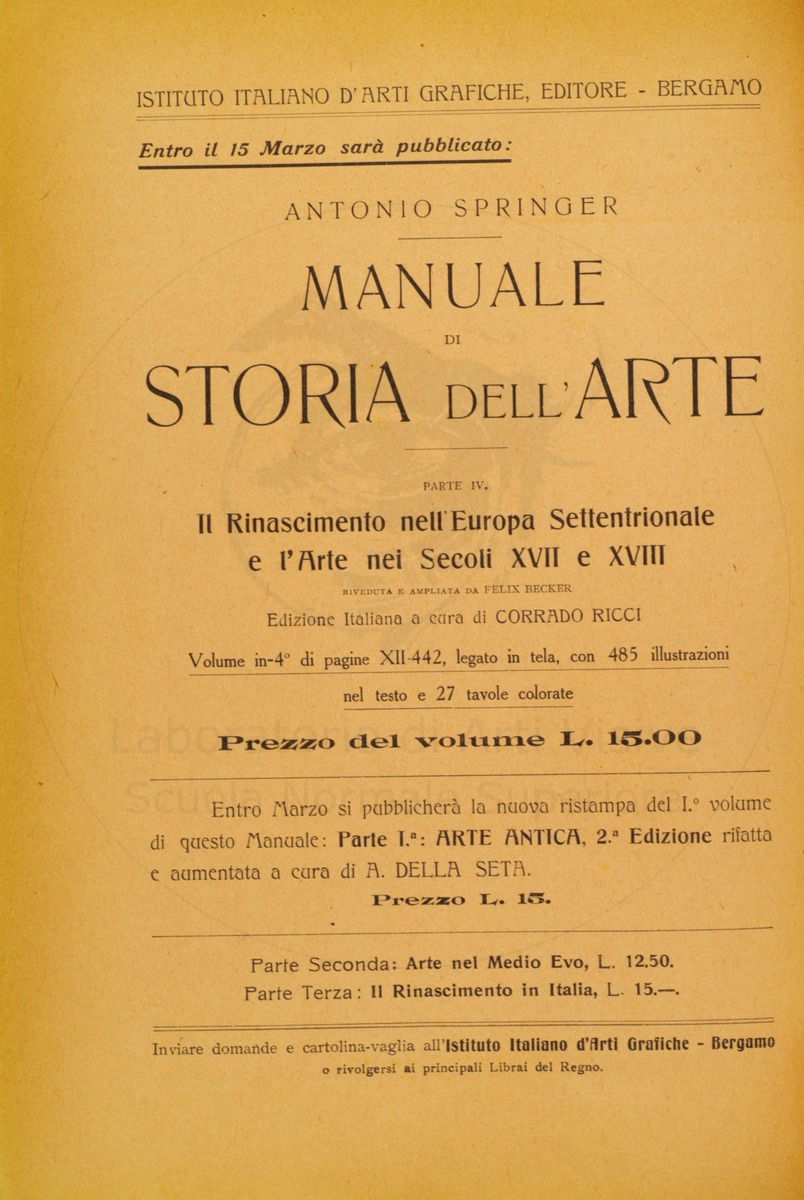 ISTITUTO ITALIANO D'ARTI GRAFICHE, EDITORE - BERGAMO
Entro il 15 Marzo sarà pubblicato:
ANTONIO SPRINGER
MANUALE
DI
STORIA DELL'ARTE
PARTE IV.
Il Rinascimento nell'Europa Settentrionale
e l'Arte nei Secoli XVII e XVIII
RIVEDUTA E AMPLIATA DA FELIX BECKER
Edizione Italiana a cura di CORRADO RICCI
Volume in-4° di pagine XII-442, legato in tela, con 485 illustrazioni
nel testo e 27 tavole colorate
Prezzo del volume L. 15.00
Entro Marzo si pubblicherà la nuova ristampa del I.° volume
di questo Manuale: Parte I.ª: ARTE ANTICA, 2.ª Edizione rifatta
e aumentata a cura di A. DELLA SETA.
Prezzo L. 15.
Parte Seconda: Arte nel Medio Evo, L. 12.50.
Parte Terza: Il Rinascimento in Italia, L. 15.—.
Inviare domande e cartolina-vaglia all'Istituto Italiano d'Arti Grafiche - Bergamo
o rivolgersi ai principali Librai del Regno.